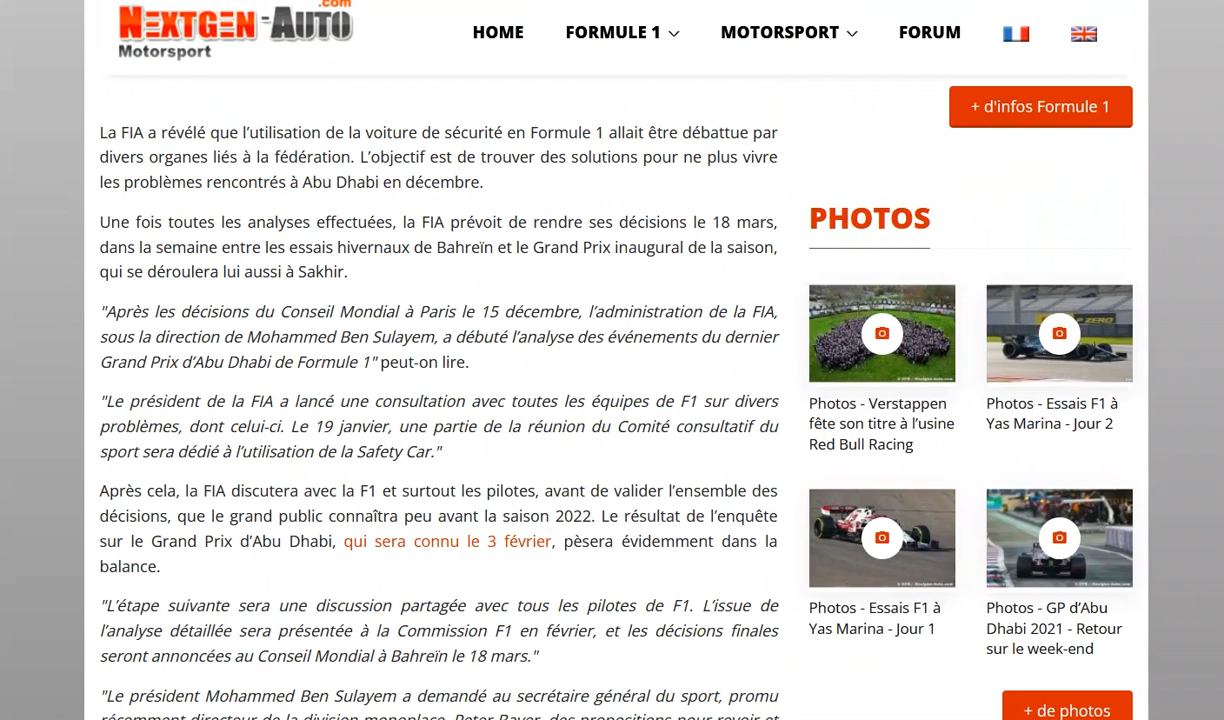 .com
NEXTGEN-AUTO
Motorsport
HOME
FORMULE 1
MOTORSPORT
FORUM
+ d'infos Formule 1
La FIA a révélé que l’utilisation de la voiture de sécurité en Formule 1 allait être débattue par
divers organes liés à la fédération. L’objectif est de trouver des solutions pour ne plus vivre
les problèmes rencontrés à Abu Dhabi en décembre.
Une fois toutes les analyses effectuées, la FIA prévoit de rendre ses décisions le 18 mars,
dans la semaine entre les essais hivernaux de Bahreïn et le Grand Prix inaugural de la saison,
qui se déroulera lui aussi à Sakhir.
"Après les décisions du Conseil Mondial à Paris le 15 décembre, l’administration de la FIA,
sous la direction de Mohammed Ben Sulayem, a débuté l’analyse des événements du dernier
Grand Prix d’Abu Dhabi de Formule 1" peut-on lire.
"Le président de la FIA a lancé une consultation avec toutes les équipes de F1 sur divers
problèmes, dont celui-ci. Le 19 janvier, une partie de la réunion du Comité consultatif du
sport sera dédié à l’utilisation de la Safety Car."
Après cela, la FIA discutera avec la F1 et surtout les pilotes, avant de valider l’ensemble des
décisions, que le grand public connaîtra peu avant la saison 2022. Le résultat de l’enquête
sur le Grand Prix d’Abu Dhabi, qui sera connu le 3 février, pèsera évidemment dans la
balance.
"L’étape suivante sera une discussion partagée avec tous les pilotes de F1. L’issue de
l’analyse détaillée sera présentée à la Commission F1 en février, et les décisions finales
seront annoncées au Conseil Mondial à Bahreïn le 18 mars."
"Le président Mohammed Ben Sulayem a demandé au secrétaire général du sport, promu
récemment directeur de la division monoplace, Peter Bayer, des propositions pour revoir et
PHOTOS
Photos - Verstappen
fête son titre à l’usine
Red Bull Racing
Photos - Essais F1 à
Yas Marina - Jour 2
Photos - Essais F1 à
Yas Marina - Jour 1
Photos - GP d’Abu
Dhabi 2021 - Retour
sur le week-end
+ de photos